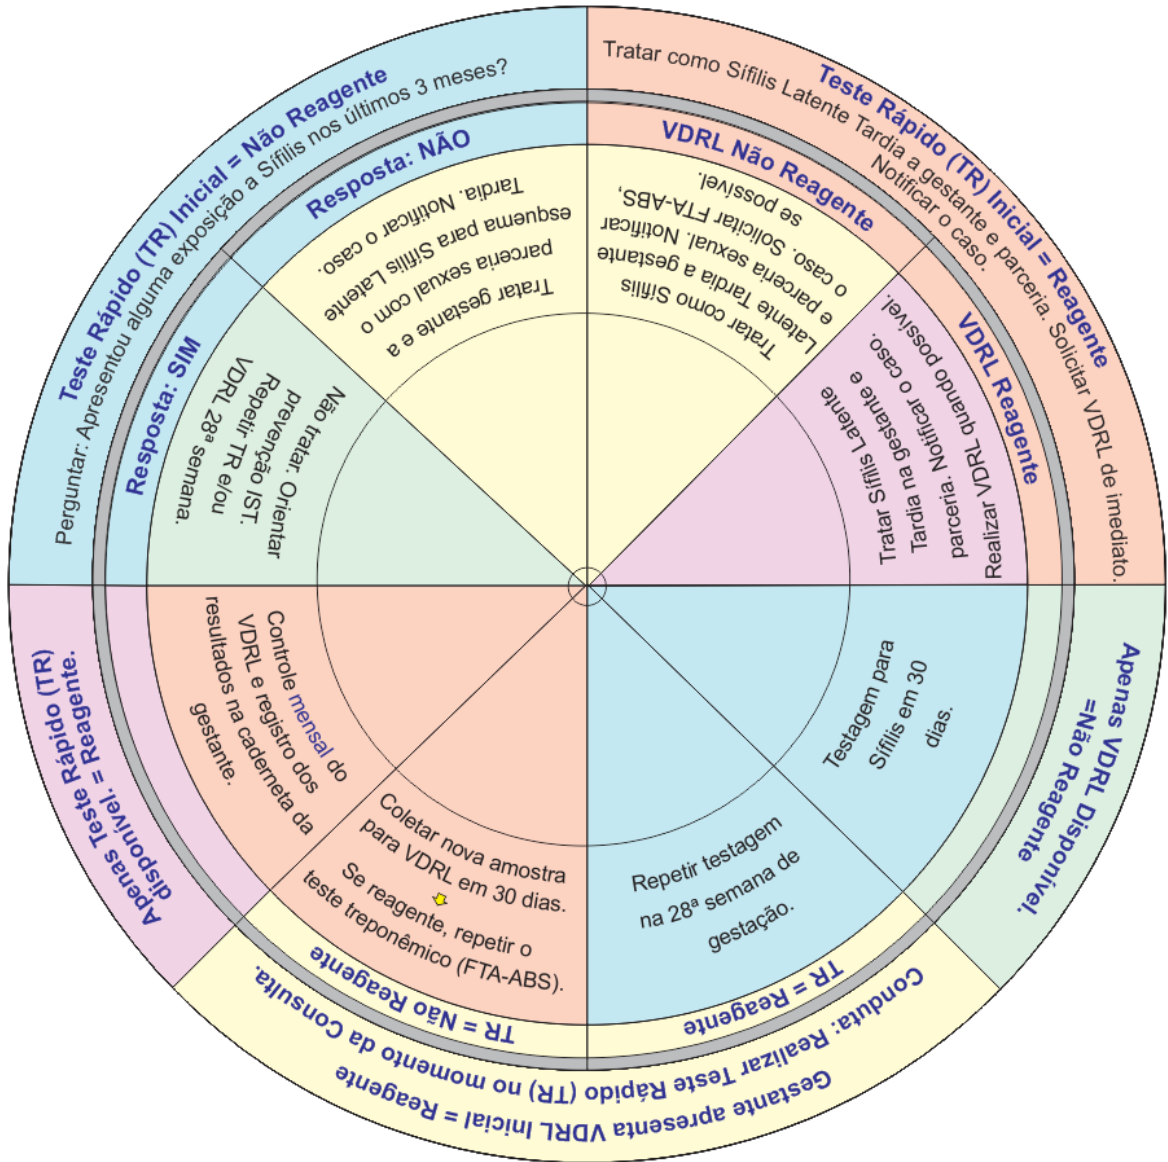 Teste Rápido (TR) Inicial = Não Reagente
Perguntar: Apresentou alguma exposição a Sífilis nos últimos 3 meses?
Resposta: SIM
Resposta: NÃO
Teste Rápido (TR) Inicial = Reagente
Tratar como Sífilis Latente Tardia a gestante e parceria. Solicitar VDRL de imediato.
Notificar o caso.
VDRL Não Reagente
VDRL Reagente
Tratar gestante e a
parceria sexual com o
esquema para Sífilis Latente
Tardia. Notificar o caso.
Tratar como Sífilis
Latente Tardia a gestante
e parceria sexual. Notificar
o caso. Solicitar FTA-ABS,
se possível.
Tratar Sífilis Latente
Tardia na gestante e
parceria. Notificar o caso.
Realizar VDRL quando possível.
Não tratar. Orientar
prevenção IST.
Repetir TR e/ou
VDRL 28ª semana.
Controle mensal do
VDRL e registro dos
resultados na caderneta da
gestante.
Coletar nova amostra
para VDRL em 30 dias.
Se reagente, repetir o
teste treponêmico (FTA-ABS).
Repetir testagem
na 28ª semana de
gestação.
Testagem para
Sífilis em 30
dias.
Apenas VDRL Disponível.
=Não Reagente
Apenas Teste Rápido (TR)
disponível. = Reagente.
TR = Reagente
TR = Não Reagente
Gestante apresenta VDRL Inicial = Reagente
Conduta: Realizar Teste Rápido (TR) no momento da Consulta.